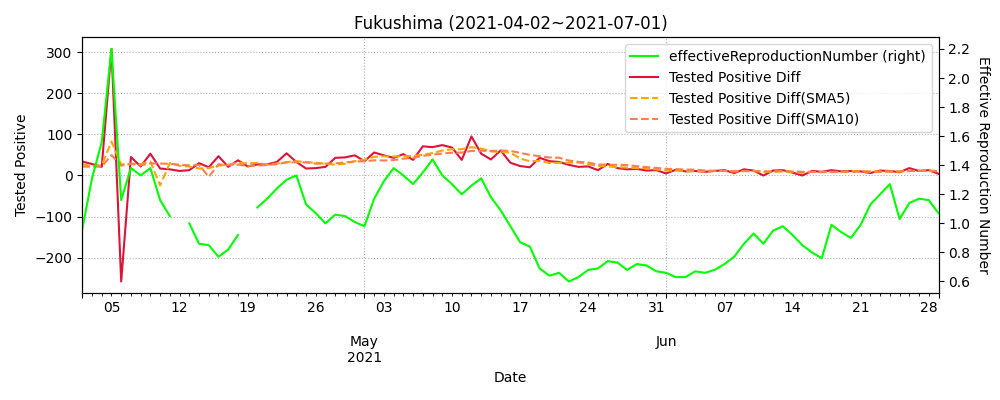 Fukushima (2021-04-02~2021-07-01)
effectiveReproductionNumber (right)
Tested Positive Diff
Tested Positive Diff(SMA5)
Tested Positive Diff(SMA10)
Tested Positive
300
200
100
0
−100
−200
2.2
2.0
1.8
1.6
1.4
1.2
1.0
0.8
0.6
Effective Reproduction Number
05 12 19 26 03 10 17 24 31 07 14 21 28
May Jun
2021
Date